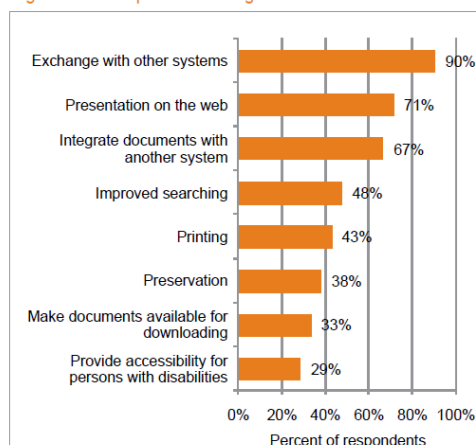 Exchange with other systems 90%
Presentation on the web 71%
Integrate documents with
another system 67%
Improved searching 48%
Printing 43%
Preservation 38%
Make documents available for
downloading 33%
Provide accessibility for
persons with disabilities 29%
0% 20% 40% 60% 80% 100%
Percent of respondents